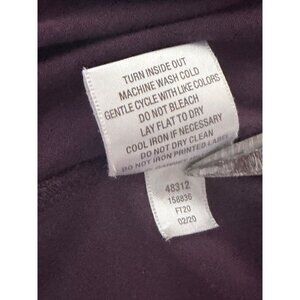 TURN INSIDE OUT
MACHINE WASH COLD
GENTLE CYCLE WITH LIKE COLORS
DO NOT BLEACH
LAY FLAT TO DRY
COOL IRON IF NECESSARY
DO NOT DRY CLEAN
DO NOT IRON PRINTED LABEL
48312
158836
FT20
02/20